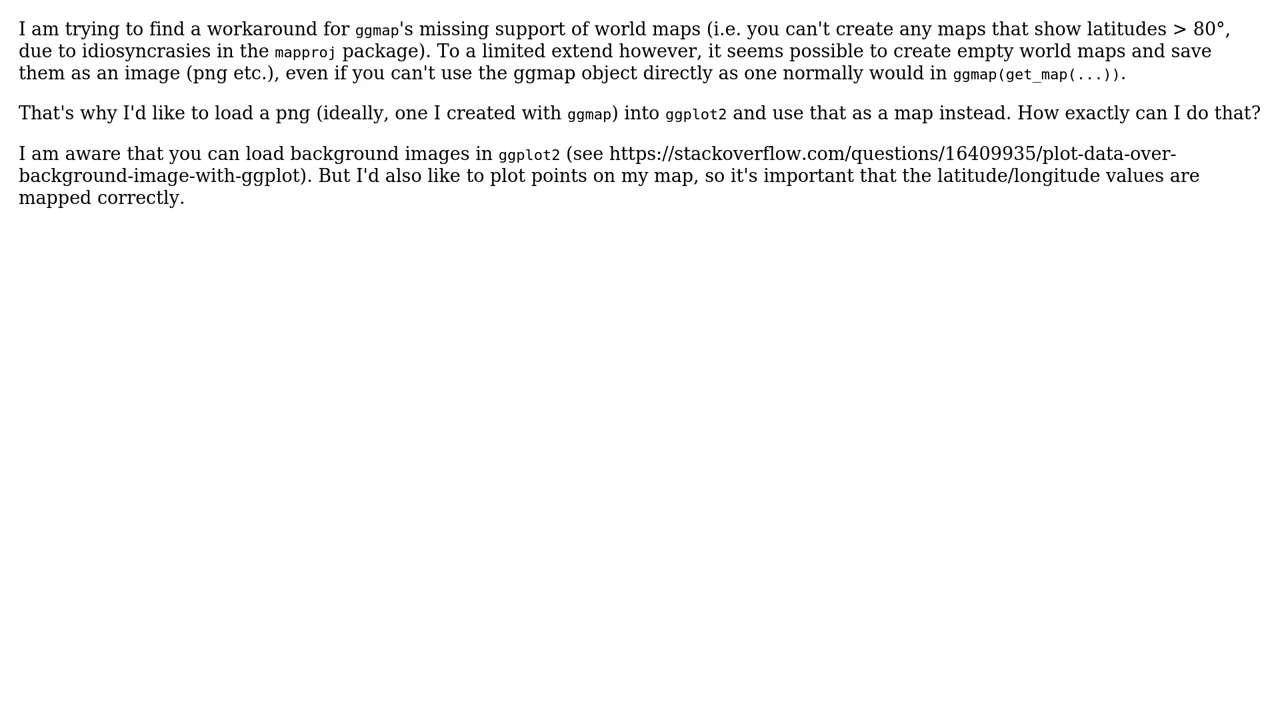 I am trying to find a workaround for ggmap's missing support of world maps (i.e. you can't create any maps that show latitudes > 80°,
due to idiosyncrasies in the mapproj package). To a limited extend however, it seems possible to create empty world maps and save
them as an image (png etc.), even if you can't use the ggmap object directly as one normally would in ggmap(get_map(...)).
That's why I'd like to load a png (ideally, one I created with ggmap) into ggplot2 and use that as a map instead. How exactly can I do that?
I am aware that you can load background images in ggplot2 (see https://stackoverflow.com/questions/16409935/plot-data-over-
background-image-with-ggplot). But I'd also like to plot points on my map, so it's important that the latitude/longitude values are
mapped correctly.